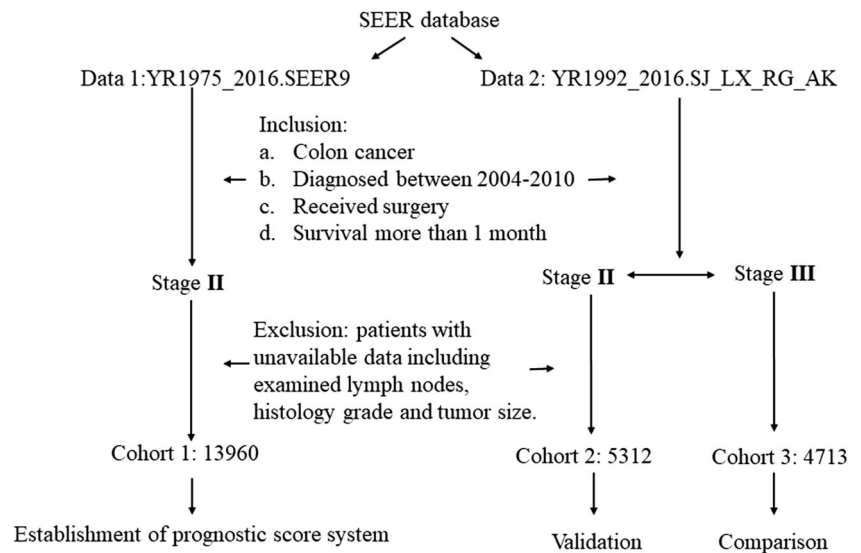 SEER database
Data 1:YR1975_2016.SEER9
Data 2: YR1992_2016.SJ_LX_RG_AK
Inclusion:
a. Colon cancer
b. Diagnosed between 2004-2010
c. Received surgery
d. Survival more than 1 month
Stage II
Stage II
Stage III
Exclusion: patients with
unavailable data including
examined lymph nodes,
histology grade and tumor size.
Cohort 1: 13960
Cohort 2: 5312
Cohort 3: 4713
Establishment of prognostic score system
Validation
Comparison